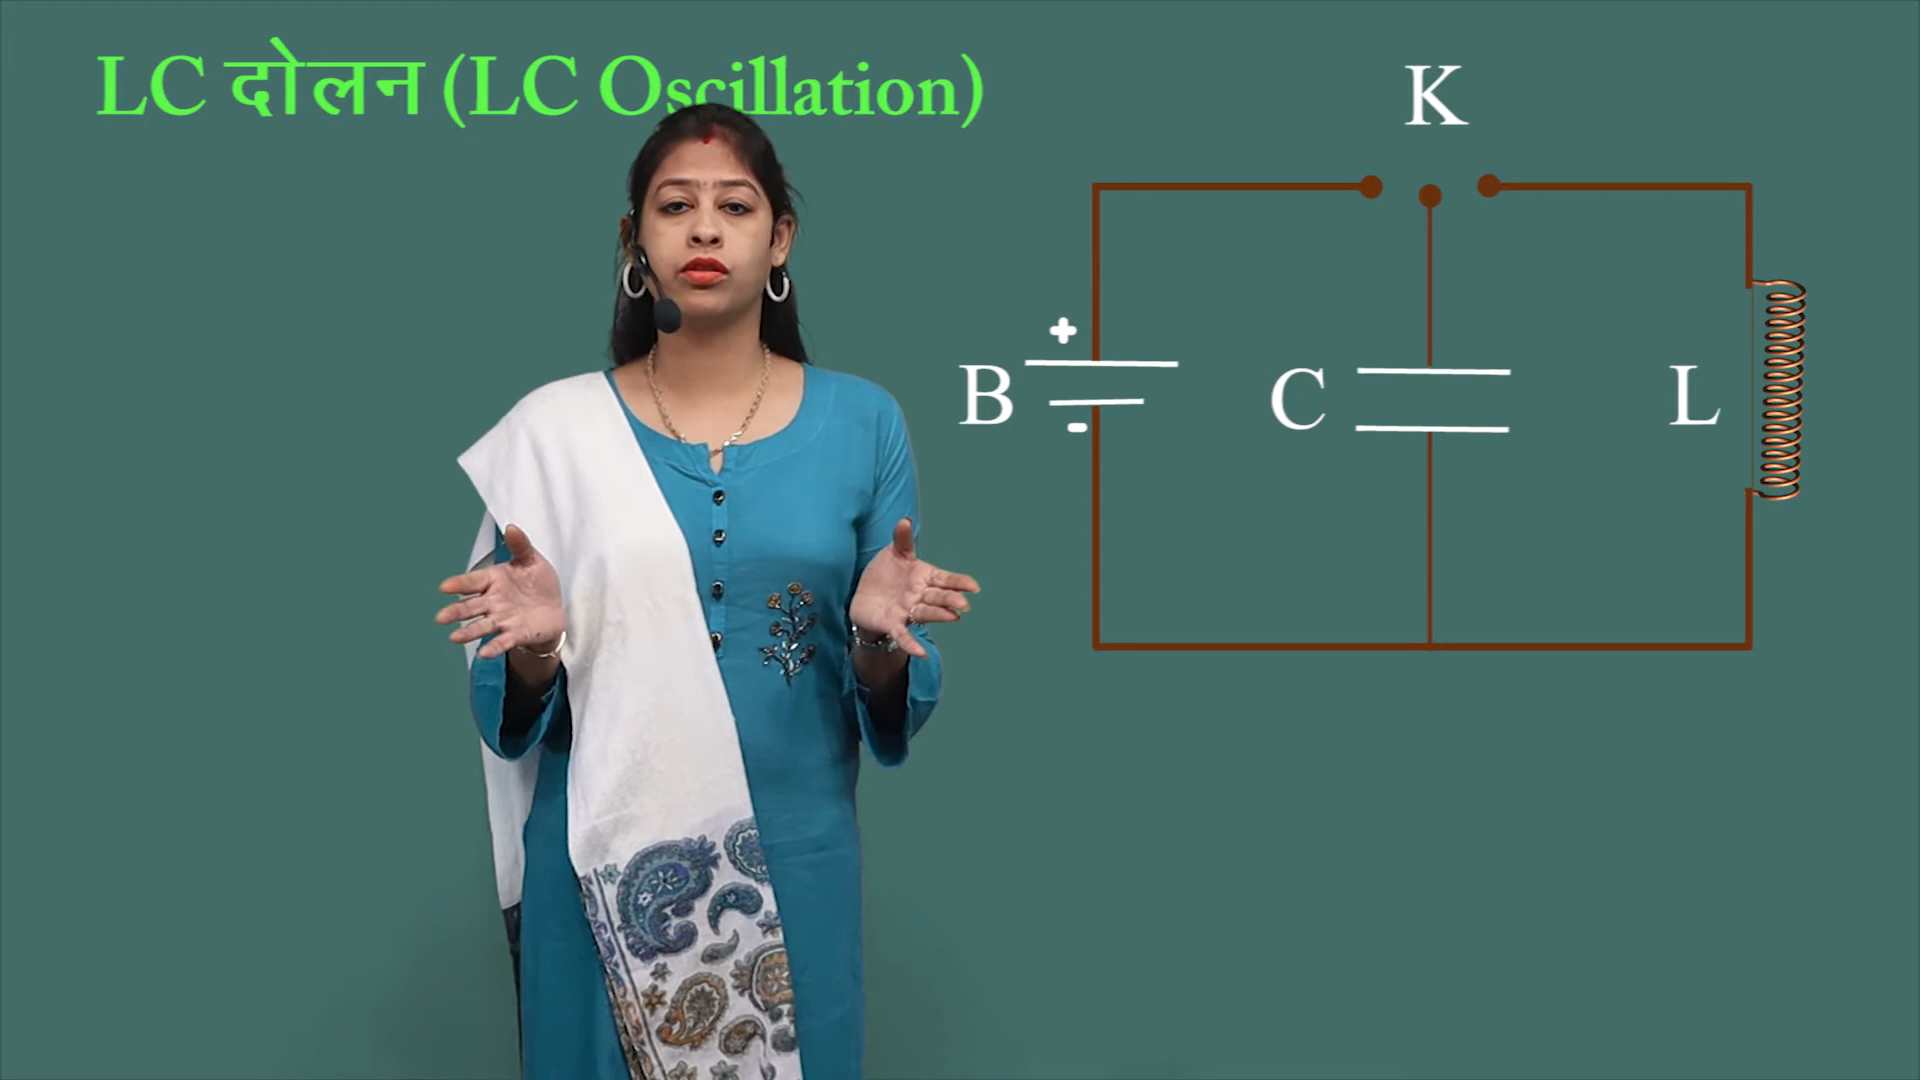 LC दोलन (LC Oscillation)
K
+
B
-
C
L